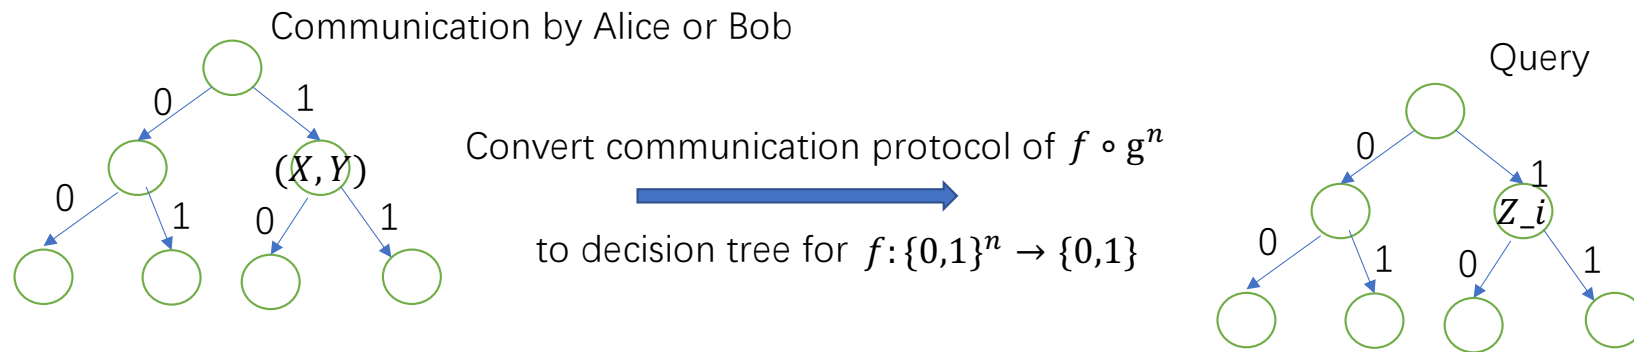 Communication by Alice or Bob
0
1
(X, Y)
0
1
0
1
Convert communication protocol of f ∘ gⁿ
to decision tree for f: {0,1}ⁿ → {0,1}
Query
0
1
Z_i
0
1
0
1